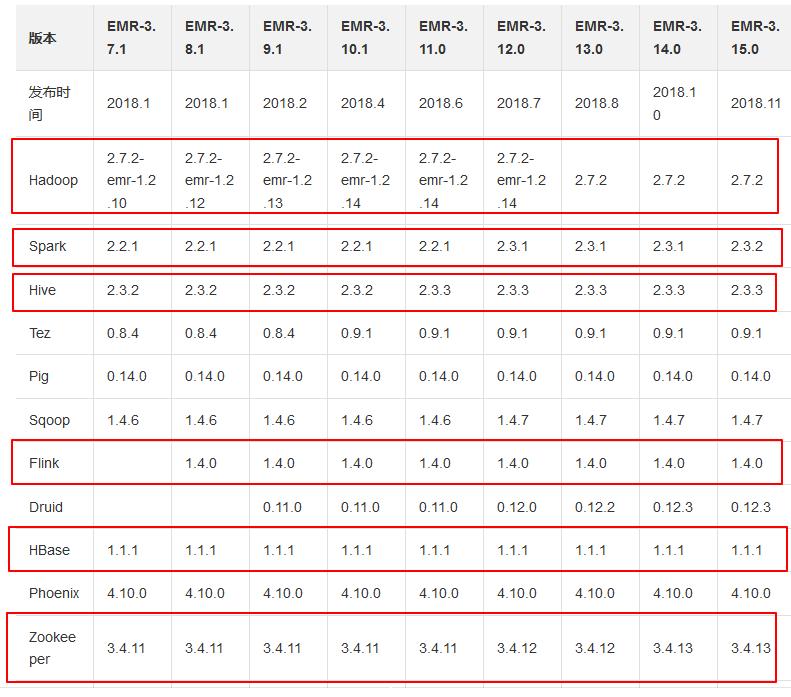 版本 EMR-3.7.1 EMR-3.8.1 EMR-3.9.1 EMR-3.10.1 EMR-3.11.0 EMR-3.12.0 EMR-3.13.0 EMR-3.14.0 EMR-3.15.0
发布时间 2018.1 2018.1 2018.2 2018.4 2018.6 2018.7 2018.8 2018.10 2018.11
Hadoop 2.7.2-emr-1.2.10 2.7.2-emr-1.2.12 2.7.2-emr-1.2.13 2.7.2-emr-1.2.14 2.7.2-emr-1.2.14 2.7.2-emr-1.2.14 2.7.2 2.7.2 2.7.2
Spark 2.2.1 2.2.1 2.2.1 2.2.1 2.2.1 2.3.1 2.3.1 2.3.1 2.3.2
Hive 2.3.2 2.3.2 2.3.2 2.3.2 2.3.3 2.3.3 2.3.3 2.3.3 2.3.3
Tez 0.8.4 0.8.4 0.8.4 0.9.1 0.9.1 0.9.1 0.9.1 0.9.1 0.9.1
Pig 0.14.0 0.14.0 0.14.0 0.14.0 0.14.0 0.14.0 0.14.0 0.14.0 0.14.0
Sqoop 1.4.6 1.4.6 1.4.6 1.4.6 1.4.6 1.4.7 1.4.7 1.4.7 1.4.7
Flink 1.4.0 1.4.0 1.4.0 1.4.0 1.4.0 1.4.0 1.4.0 1.4.0
Druid 0.11.0 0.11.0 0.11.0 0.12.0 0.12.2 0.12.3 0.12.3
HBase 1.1.1 1.1.1 1.1.1 1.1.1 1.1.1 1.1.1 1.1.1 1.1.1 1.1.1
Phoenix 4.10.0 4.10.0 4.10.0 4.10.0 4.10.0 4.10.0 4.10.0 4.10.0 4.10.0
Zookeeper 3.4.11 3.4.11 3.4.11 3.4.11 3.4.11 3.4.12 3.4.12 3.4.13 3.4.13